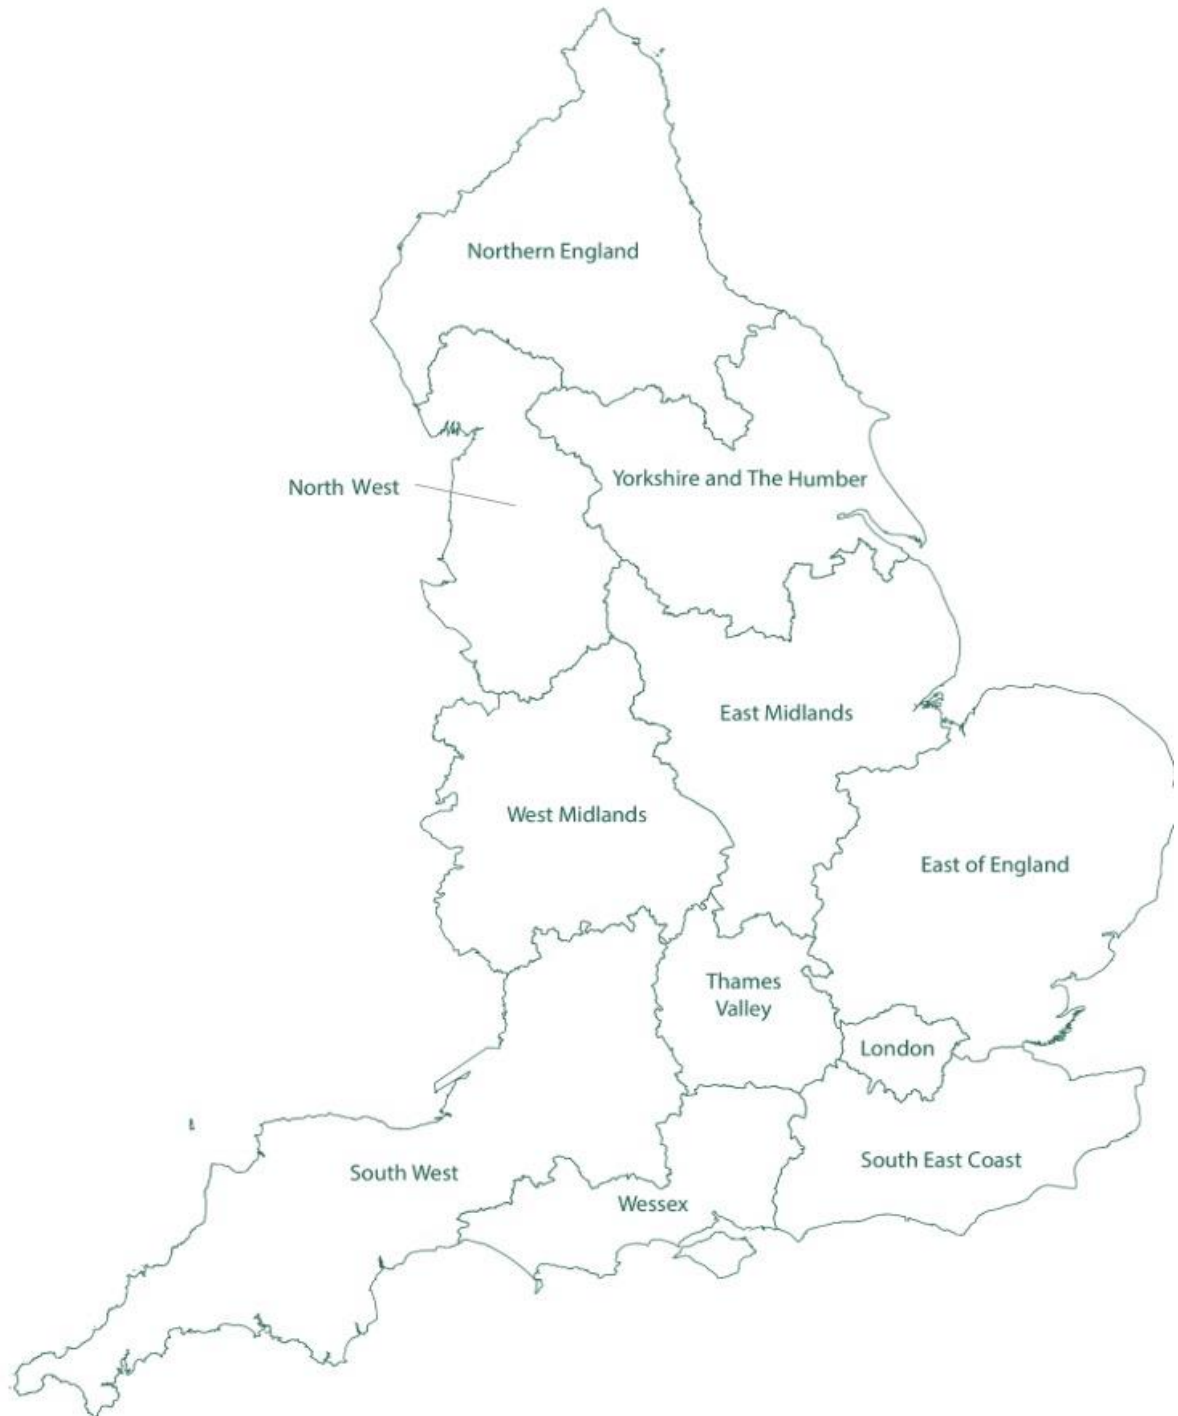 Northern England
Yorkshire and The Humber
North West
East Midlands
West Midlands
East of England
Thames
Valley
London
South East Coast
South West
Wessex